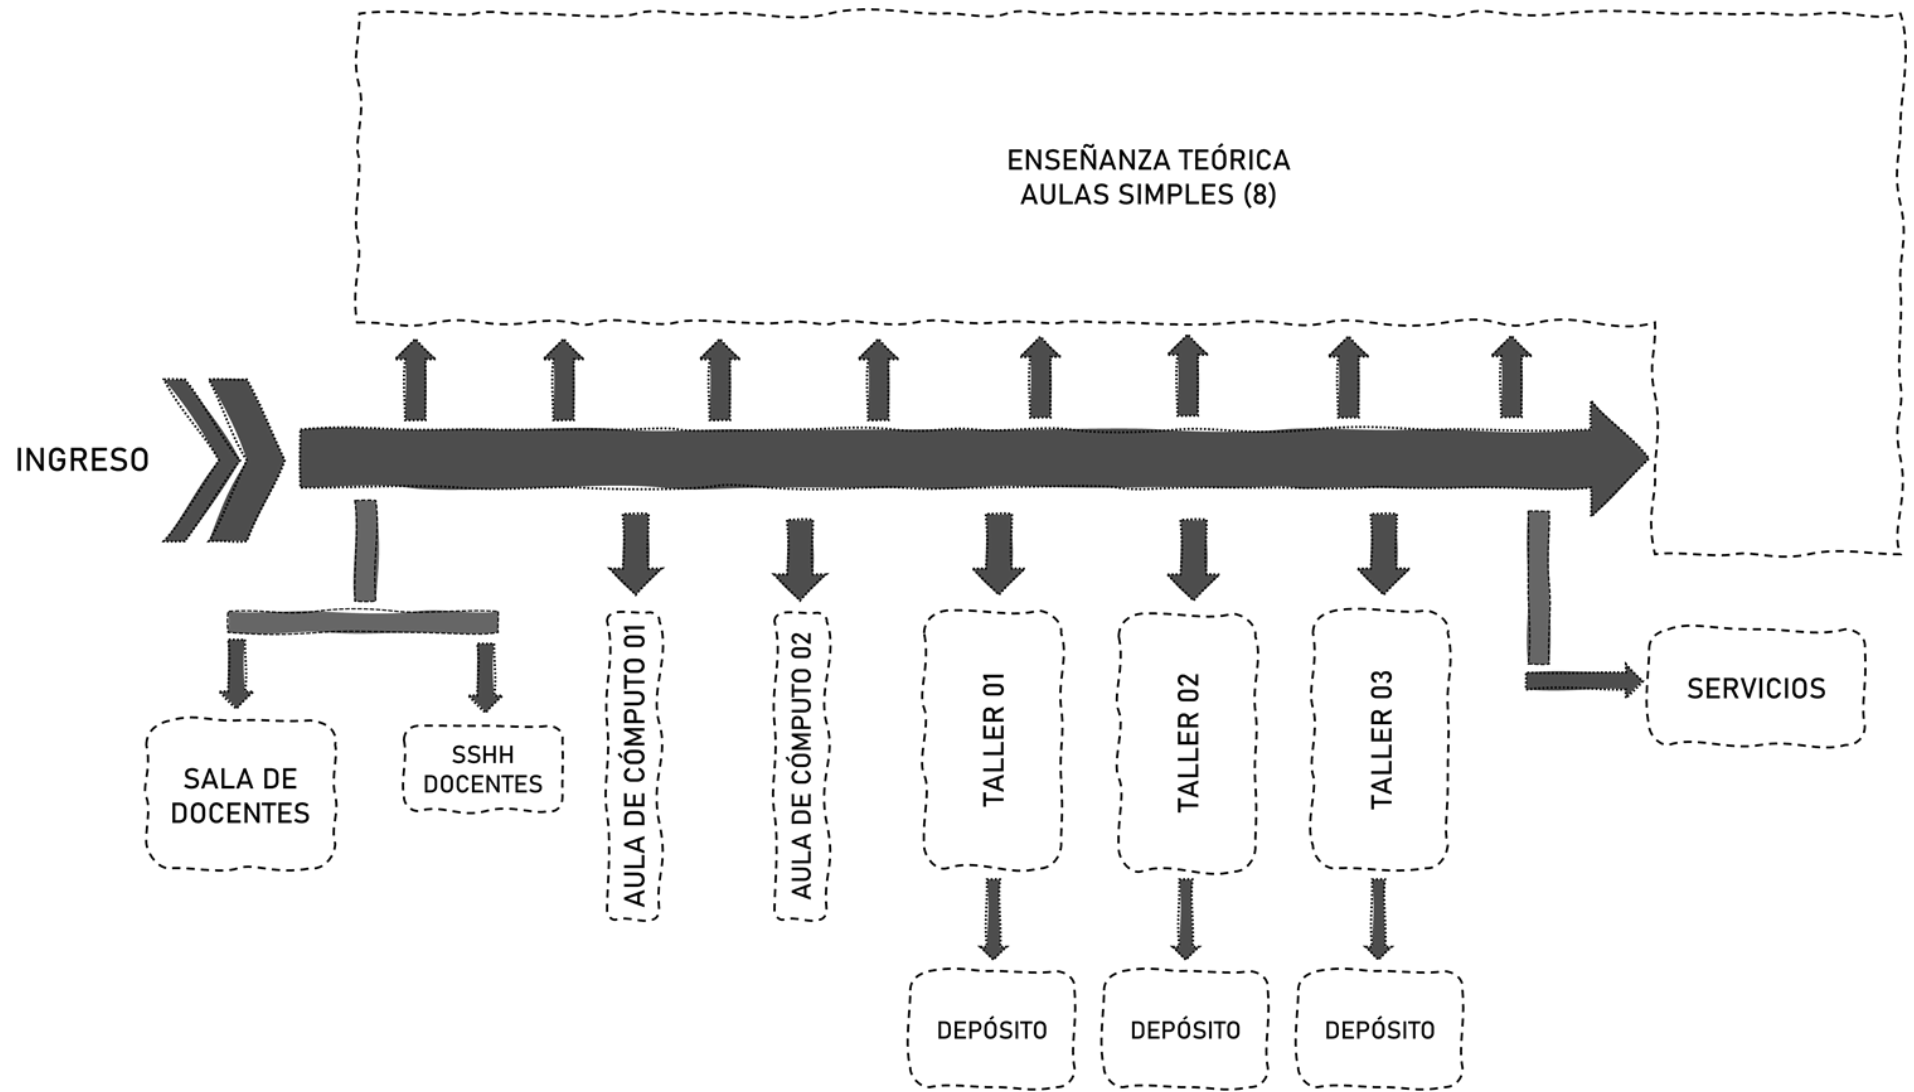 ENSEÑANZA TEÓRICA
AULAS SIMPLES (8)
INGRESO
SALA DE
DOCENTES
SSHH
DOCENTES
AULA DE CÓMPUTO 01
AULA DE CÓMPUTO 02
TALLER 01
TALLER 02
TALLER 03
SERVICIOS
DEPÓSITO
DEPÓSITO
DEPÓSITO